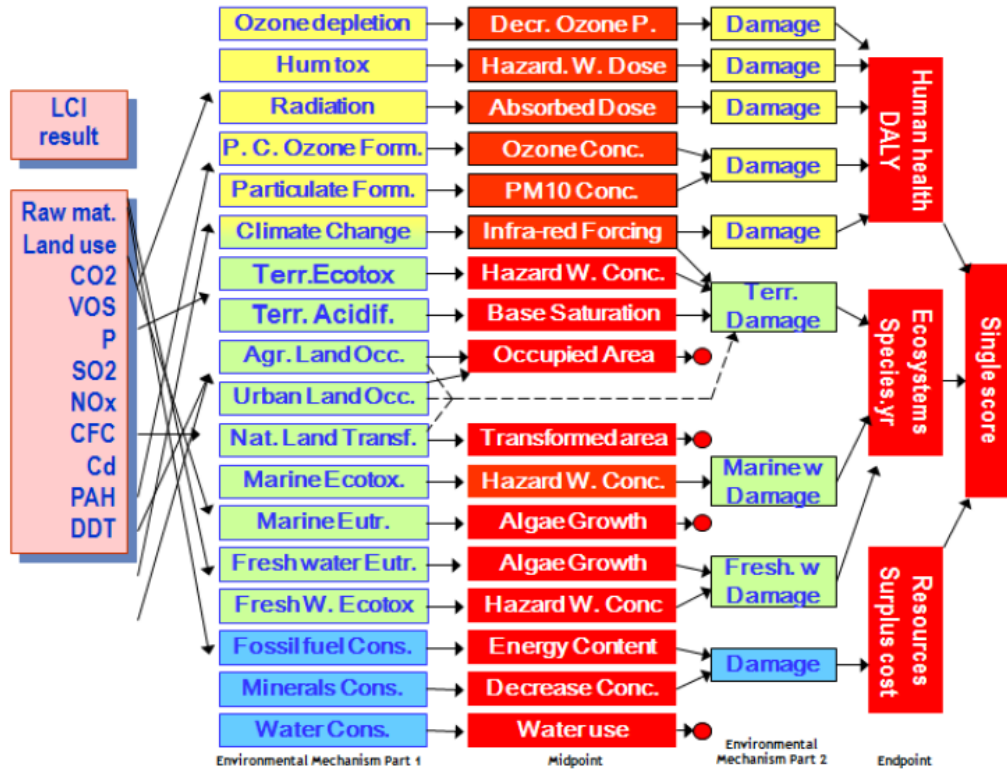 LCI
result
Raw mat.
Land use
CO2
VOS
P
SO2
NOx
CFC
Cd
PAH
DDT
Ozone depletion
Hum tox
Radiation
P. C. Ozone Form.
Particulate Form.
Climate Change
Terr.Ecotox
Terr. Acidif.
Agr. Land Occ.
Urban Land Occ.
Nat. Land Transf.
Marine Ecotox.
Marine Eutr.
Fresh water Eutr.
Fresh W. Ecotox
Fossil fuel Cons.
Minerals Cons.
Water Cons.
Environmental Mechanism Part 1
Decr. Ozone P.
Hazard. W. Dose
Absorbed Dose
Ozone Conc.
PM10 Conc.
Infra-red Forcing
Hazard W. Conc.
Base Saturation
Occupied Area
Transformed area
Hazard W. Conc.
Algae Growth
Algae Growth
Hazard W. Conc
Energy Content
Decrease Conc.
Water use
Midpoint
Damage
Damage
Damage
Damage
Damage
Terr.
Damage
Marine w
Damage
Fresh. w
Damage
Damage
Environmental
Mechanism Part 2
Human health
DALY
Ecosystems
Species.yr
Resources
Surplus cost
Endpoint
Single score